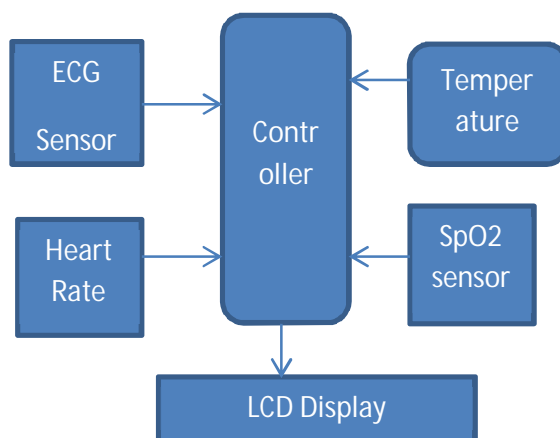 ECG
Sensor
Contr
oller
Temper
ature
Heart
Rate
SpO2
sensor
LCD Display